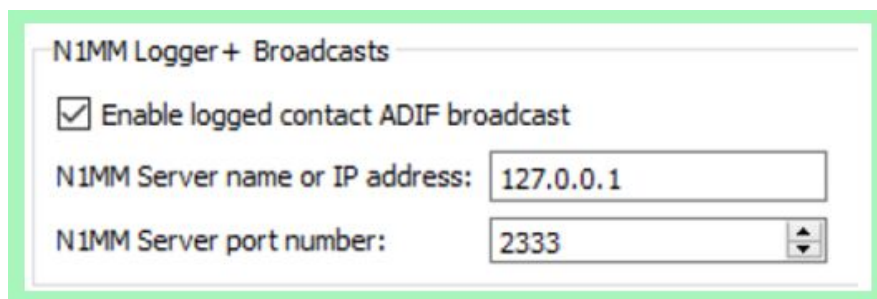 N1MM Logger+ Broadcasts
Enable logged contact ADIF broadcast
N1MM Server name or IP address: 127.0.0.1
N1MM Server port number: 2333